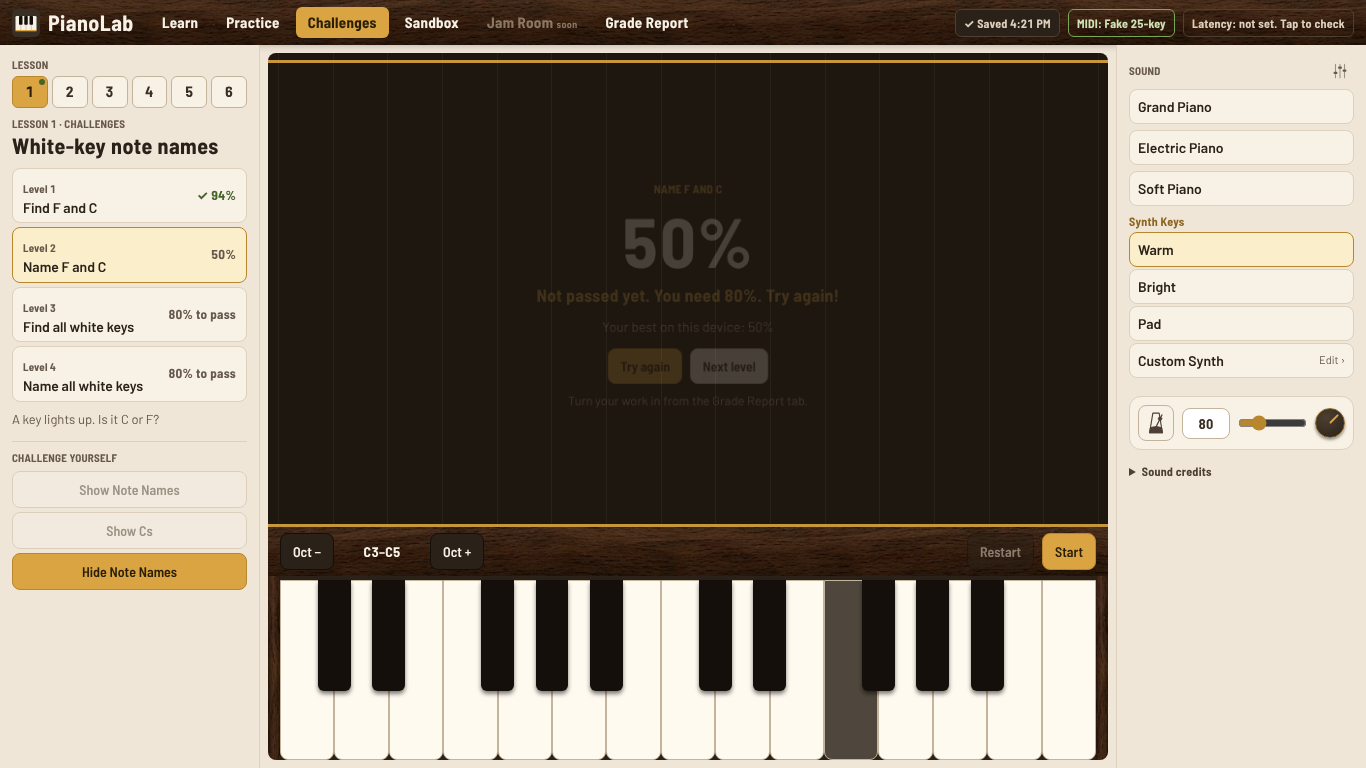 PianoLab
Learn
Practice
Challenges
Sandbox
Jam Room soon
Grade Report
✓ Saved 4:21 PM
MIDI: Fake 25-key
Latency: not set. Tap to check
LESSON
1
2
3
4
5
6
LESSON 1 · CHALLENGES
White-key note names
Level 1
Find F and C
✓ 94%
Level 2
Name F and C
50%
Level 3
Find all white keys
80% to pass
Level 4
Name all white keys
80% to pass
A key lights up. Is it C or F?
CHALLENGE YOURSELF
Show Note Names
Show Cs
Hide Note Names
NAME F AND C
50%
Not passed yet. You need 80%. Try again!
Your best on this device: 50%
Try again
Next level
Turn your work in from the Grade Report tab.
Oct −
C3–C5
Oct +
Restart
Start
SOUND
Grand Piano
Electric Piano
Soft Piano
Synth Keys
Warm
Bright
Pad
Custom Synth
Edit ›
80
Sound credits